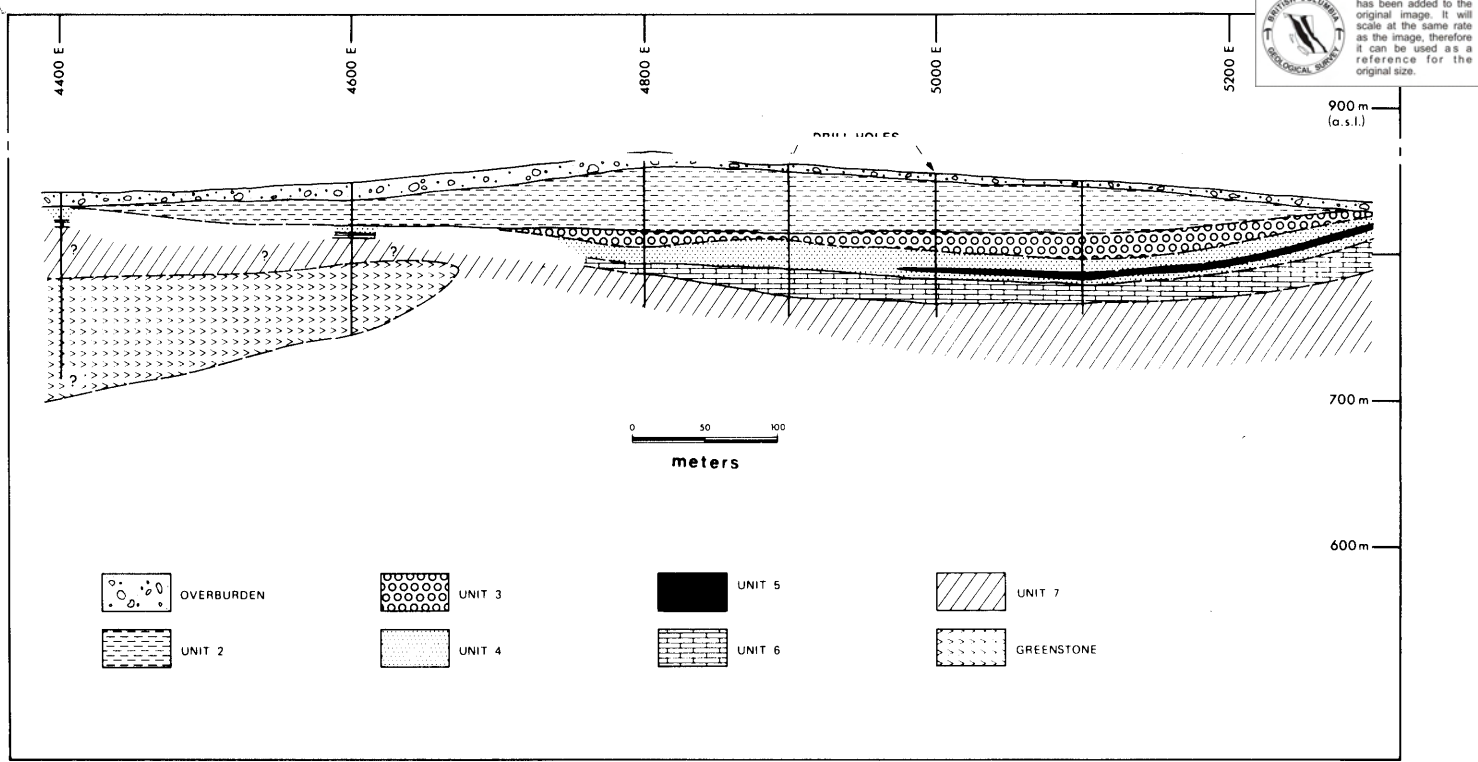 has been added to the
original image. It will
scale at the same rate
as the image, therefore
it can be used as a
reference for the
original size.
BRITISH COLUMBIA
GEOLOGICAL SURVEY
4400 E
4600 E
4800 E
5000 E
5200 E
900 m
(a.s.l.)
DRILL HOLES
?
?
?
?
700 m
0 50 100
meters
600 m
OVERBURDEN
UNIT 3
UNIT 5
UNIT 7
UNIT 2
UNIT 4
UNIT 6
GREENSTONE